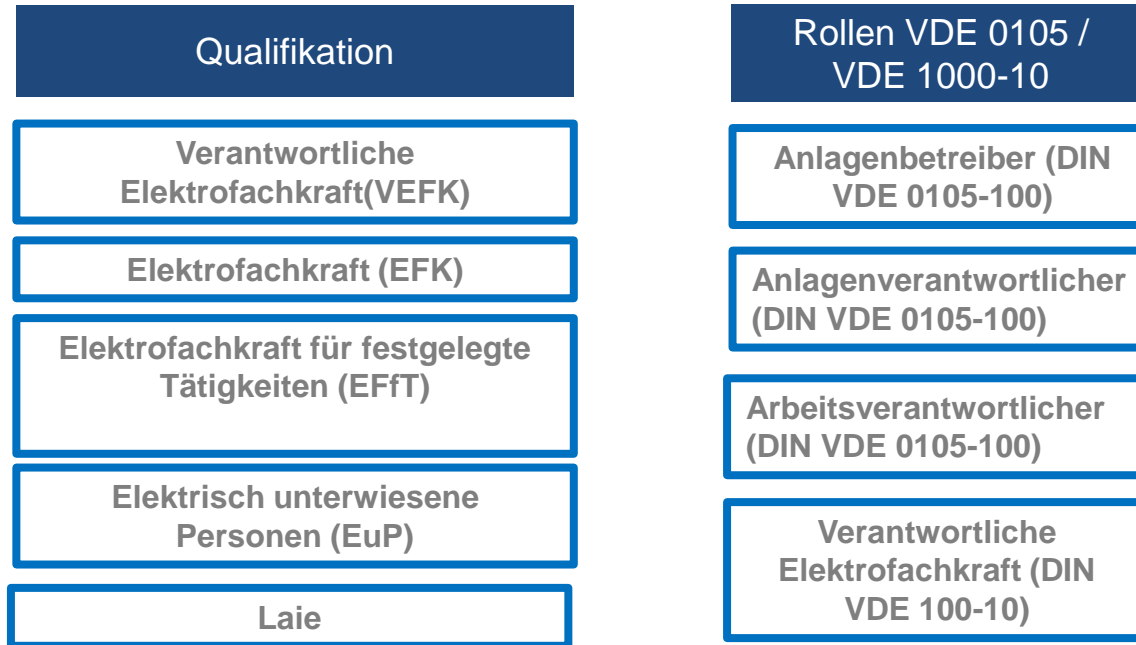 Qualifikation
Verantwortliche
Elektrofachkraft(VEFK)
Elektrofachkraft (EFK)
Elektrofachkraft für festgelegte
Tätigkeiten (EFfT)
Elektrisch unterwiesene
Personen (EuP)
Laie
Rollen VDE 0105 /
VDE 1000-10
Anlagenbetreiber (DIN
VDE 0105-100)
Anlagenverantwortlicher
(DIN VDE 0105-100)
Arbeitsverantwortlicher
(DIN VDE 0105-100)
Verantwortliche
Elektrofachkraft (DIN
VDE 100-10)